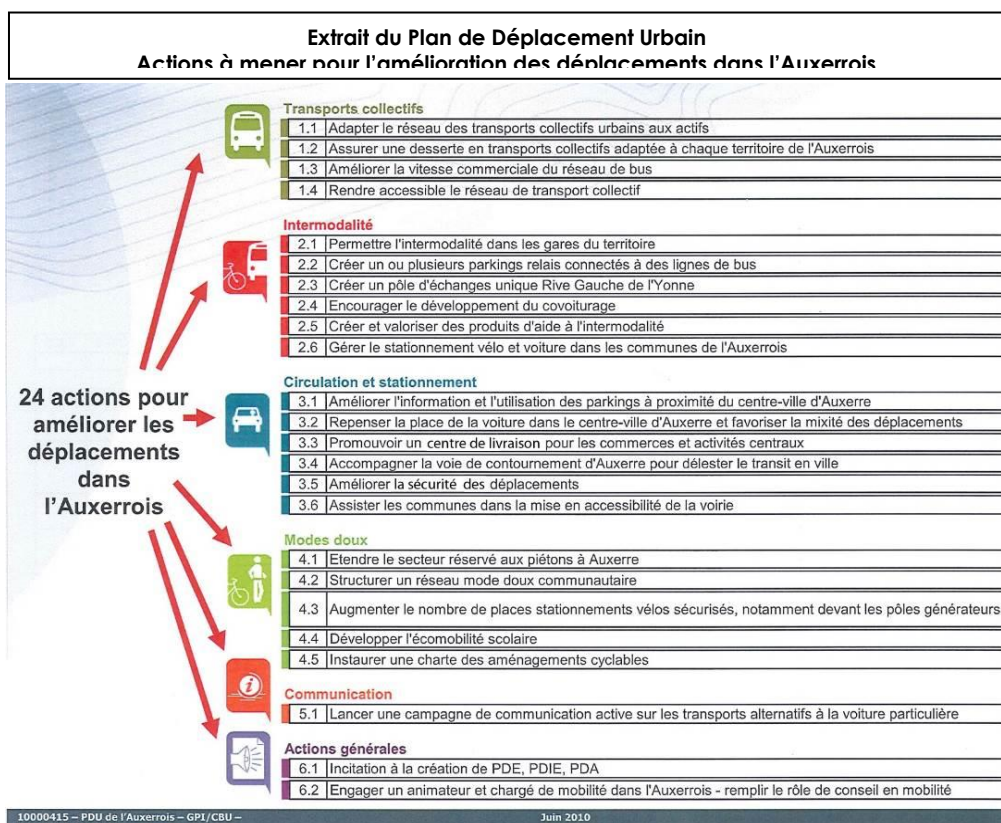 Extrait du Plan de Déplacement Urbain
Actions à mener pour l'amélioration des déplacements dans l'Auxerrois
24 actions pour
améliorer les
déplacements
dans
l'Auxerrois
Transports collectifs
1.1 Adapter le réseau des transports collectifs urbains aux actifs
1.2 Assurer une desserte en transports collectifs adaptée à chaque territoire de l'Auxerrois
1.3 Améliorer la vitesse commerciale du réseau de bus
1.4 Rendre accessible le réseau de transport collectif
Intermodalité
2.1 Permettre l'intermodalité dans les gares du territoire
2.2 Créer un ou plusieurs parkings relais connectés à des lignes de bus
2.3 Créer un pôle d'échanges unique Rive Gauche de l'Yonne
2.4 Encourager le développement du covoiturage
2.5 Créer et valoriser des produits d'aide à l'intermodalité
2.6 Gérer le stationnement vélo et voiture dans les communes de l'Auxerrois
Circulation et stationnement
3.1 Améliorer l'information et l'utilisation des parkings à proximité du centre-ville d'Auxerre
3.2 Repenser la place de la voiture dans le centre-ville d'Auxerre et favoriser la mixité des déplacements
3.3 Promouvoir un centre de livraison pour les commerces et activités centraux
3.4 Accompagner la voie de contournement d'Auxerre pour délester le transit en ville
3.5 Améliorer la sécurité des déplacements
3.6 Assister les communes dans la mise en accessibilité de la voirie
Modes doux
4.1 Etendre le secteur réservé aux piétons à Auxerre
4.2 Structurer un réseau mode doux communautaire
4.3 Augmenter le nombre de places stationnements vélos sécurisés, notamment devant les pôles générateurs
4.4 Développer l'écomobilité scolaire
4.5 Instaurer une charte des aménagements cyclables
Communication
5.1 Lancer une campagne de communication active sur les transports alternatifs à la voiture particulière
Actions générales
6.1 Incitation à la création de PDE, PDIE, PDA
6.2 Engager un animateur et chargé de mobilité dans l'Auxerrois - remplir le rôle de conseil en mobilité
10000415 – PDU de l'Auxerrois – GPI/CBU – Juin 2010